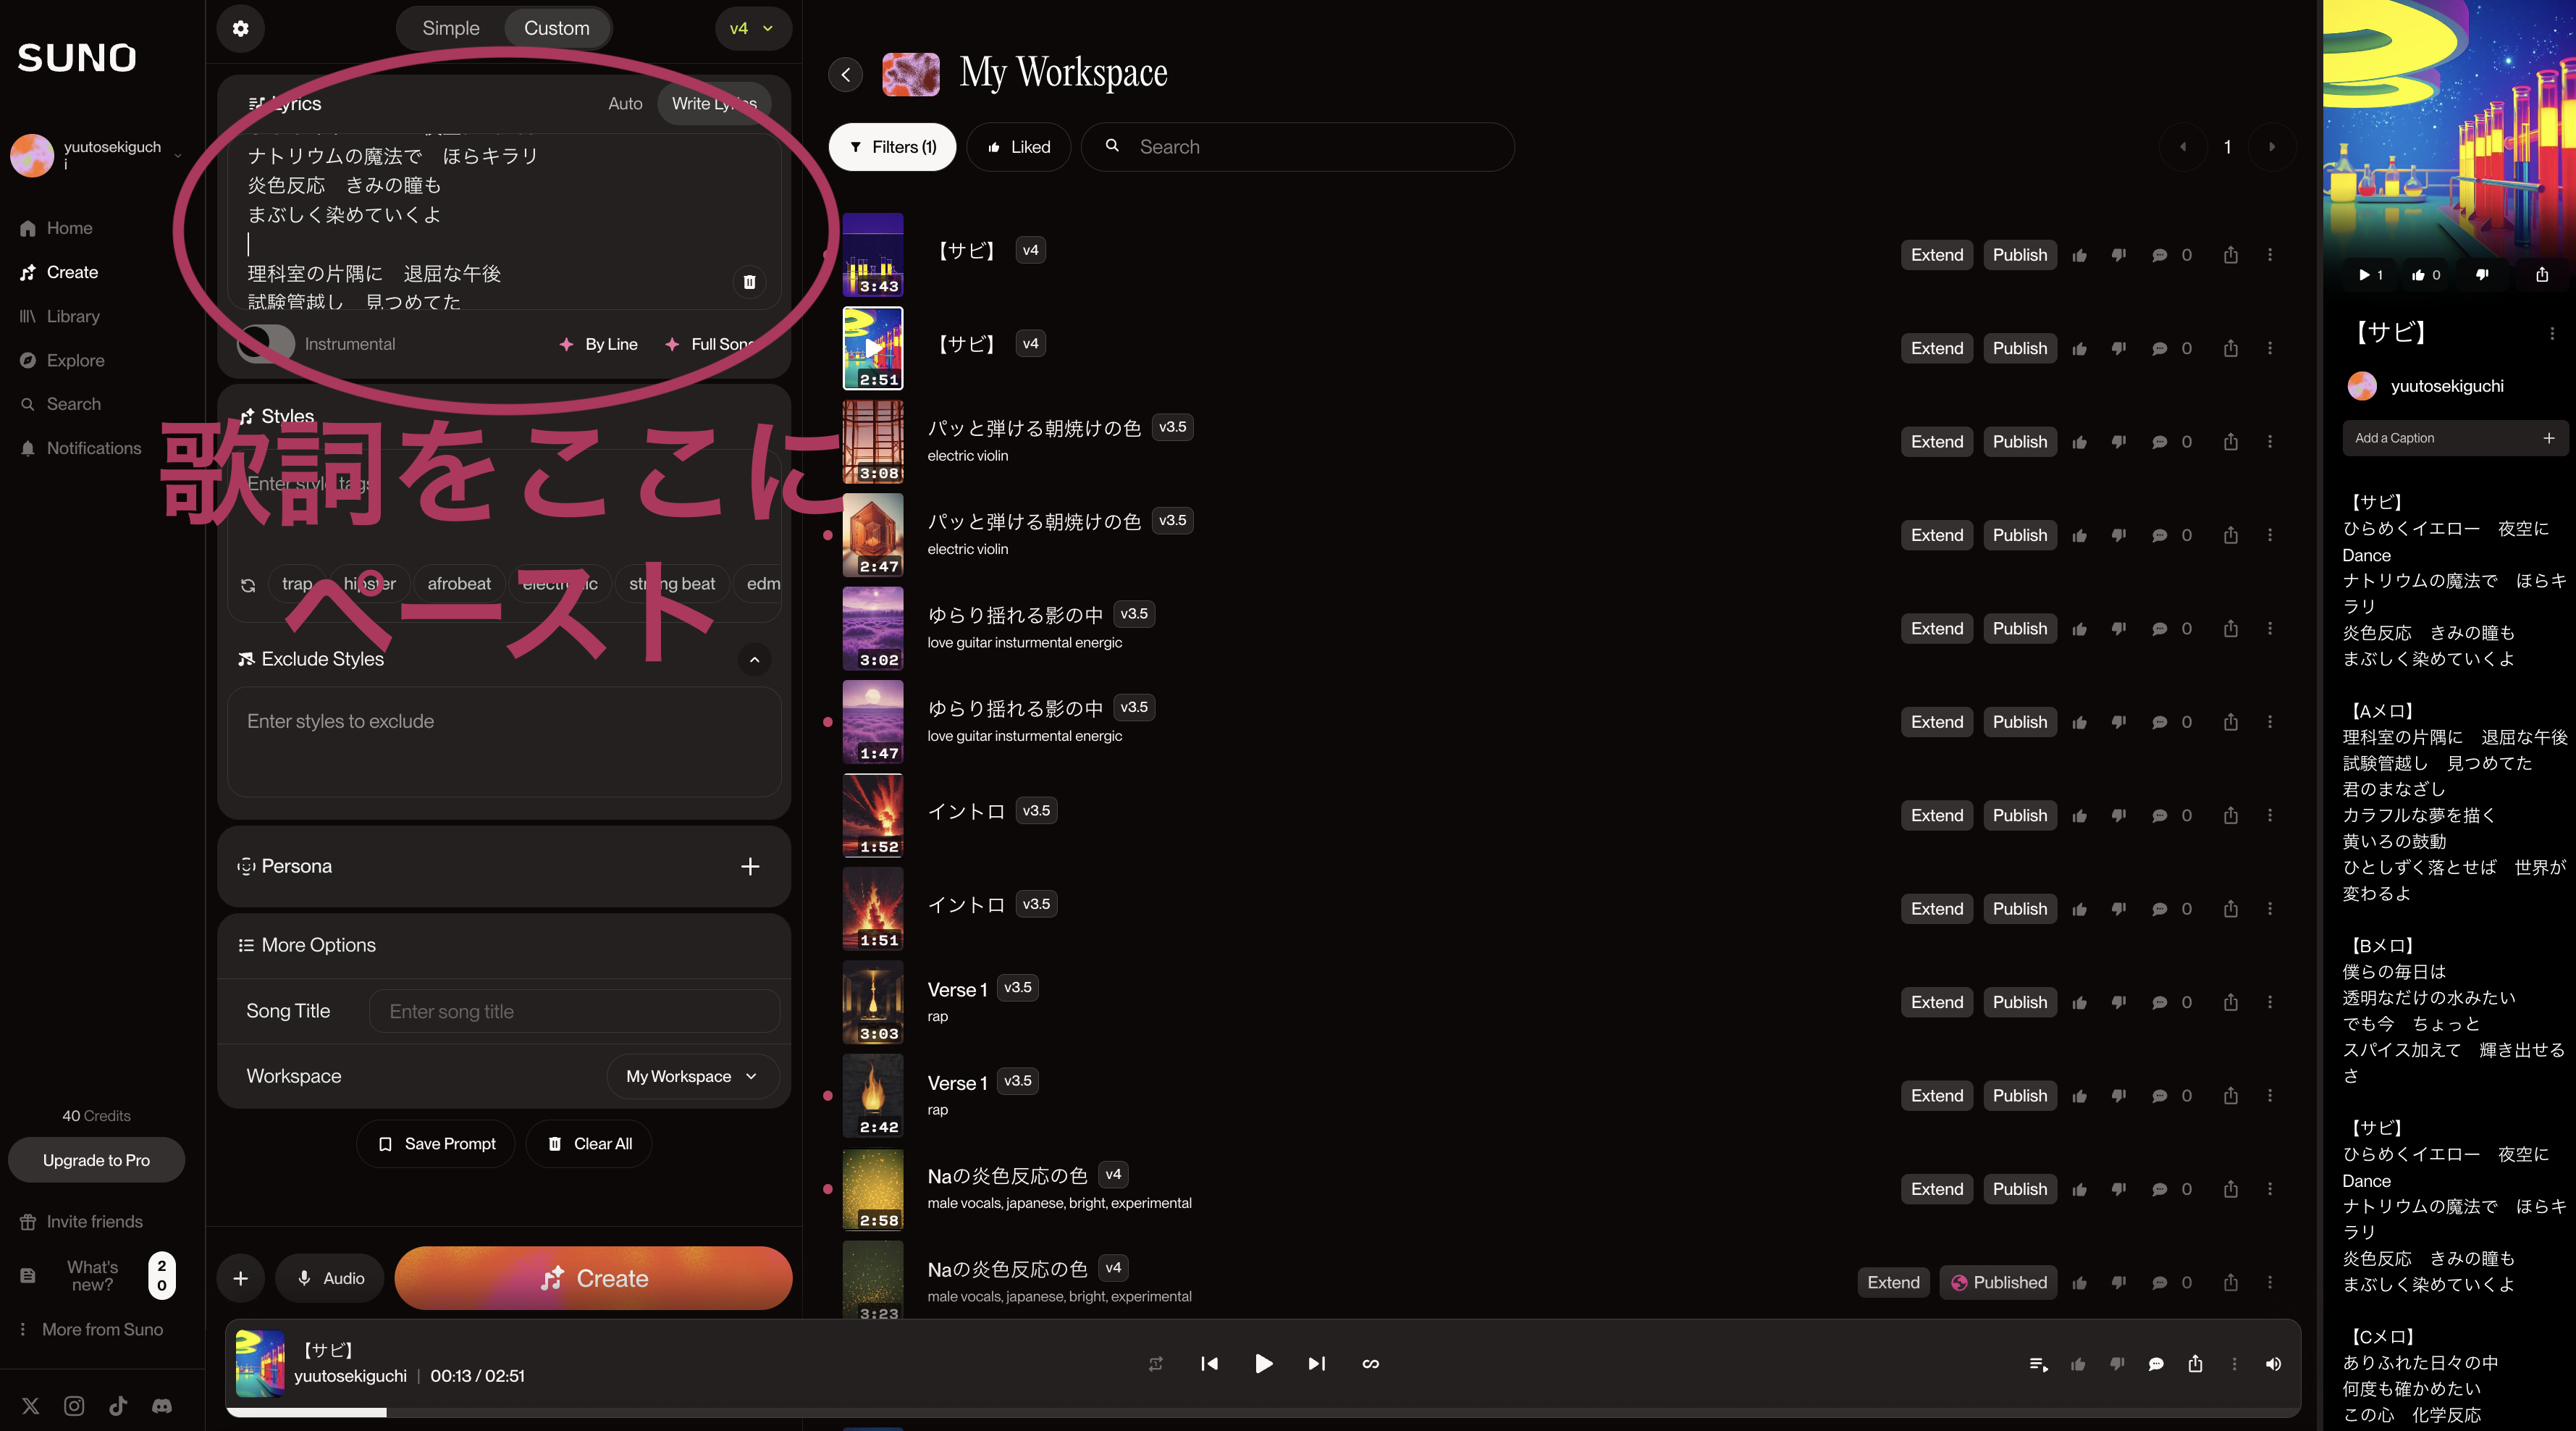 SUNO
yuutosekiguch
i
Home
Create
Library
Explore
Search
Notifications
40 Credits
Upgrade to Pro
Invite friends
What's
new?
2
0
More from Suno
Simple
Custom
v4
Lyrics
Auto
Write Lyrics
ナトリウムの魔法で　ほらキラリ
炎色反応　きみの瞳も
まぶしく染めていくよ
理科室の片隅に　退屈な午後
試験管越し　見つめてた
Instrumental
By Line
Full Song
歌詞をここに
ペースト
Styles
Enter style tags
trap
hipster
afrobeat
electronic
strong beat
edm
Exclude Styles
Enter styles to exclude
Persona
More Options
Song Title
Enter song title
Workspace
My Workspace
Save Prompt
Clear All
Audio
Create
My Workspace
Filters (1)
Liked
Search
1
3:43
【サビ】 v4
Extend Publish 0
2:51
【サビ】 v4
Extend Publish 0
3:08
パッと弾ける朝焼けの色 v3.5
electric violin
Extend Publish 0
2:47
パッと弾ける朝焼けの色 v3.5
electric violin
Extend Publish 0
3:02
ゆらり揺れる影の中 v3.5
love guitar insturmental energic
Extend Publish 0
1:47
ゆらり揺れる影の中 v3.5
love guitar insturmental energic
Extend Publish 0
1:52
イントロ v3.5
Extend Publish 0
1:51
イントロ v3.5
Extend Publish 0
3:03
Verse 1 v3.5
rap
Extend Publish 0
2:42
Verse 1 v3.5
rap
Extend Publish 0
2:58
Naの炎色反応の色 v4
male vocals, japanese, bright, experimental
Extend Publish 0
3:23
Naの炎色反応の色 v4
male vocals, japanese, bright, experimental
Extend Published 0
【サビ】
yuutosekiguchi | 00:13 / 02:51
1
0
【サビ】
yuutosekiguchi
Add a Caption
【サビ】
ひらめくイエロー　夜空に
Dance
ナトリウムの魔法で　ほらキ
ラリ
炎色反応　きみの瞳も
まぶしく染めていくよ
【Aメロ】
理科室の片隅に　退屈な午後
試験管越し　見つめてた
君のまなざし
カラフルな夢を描く
黄いろの鼓動
ひとしずく落とせば　世界が
変わるよ
【Bメロ】
僕らの毎日は
透明なだけの水みたい
でも今　ちょっと
スパイス加えて　輝き出せる
さ
【サビ】
ひらめくイエロー　夜空に
Dance
ナトリウムの魔法で　ほらキ
ラリ
炎色反応　きみの瞳も
まぶしく染めていくよ
【Cメロ】
ありふれた日々の中
何度も確かめたい
この心　化学反応